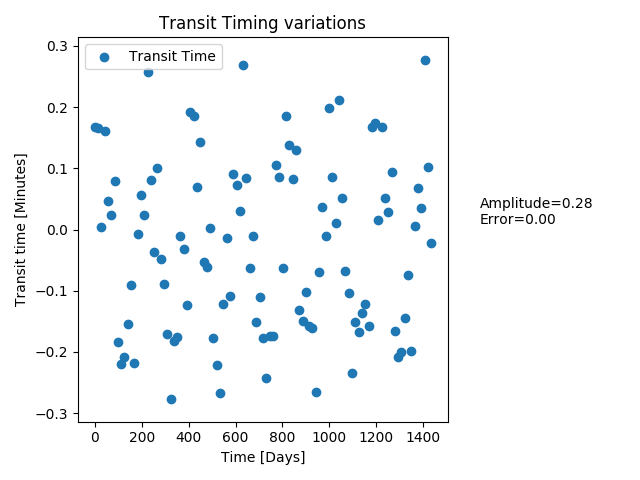 Transit Timing variations
Transit Time
0.3
0.2
0.1
0.0
−0.1
−0.2
−0.3
Transit time [Minutes]
0 200 400 600 800 1000 1200 1400
Time [Days]
Amplitude=0.28
Error=0.00